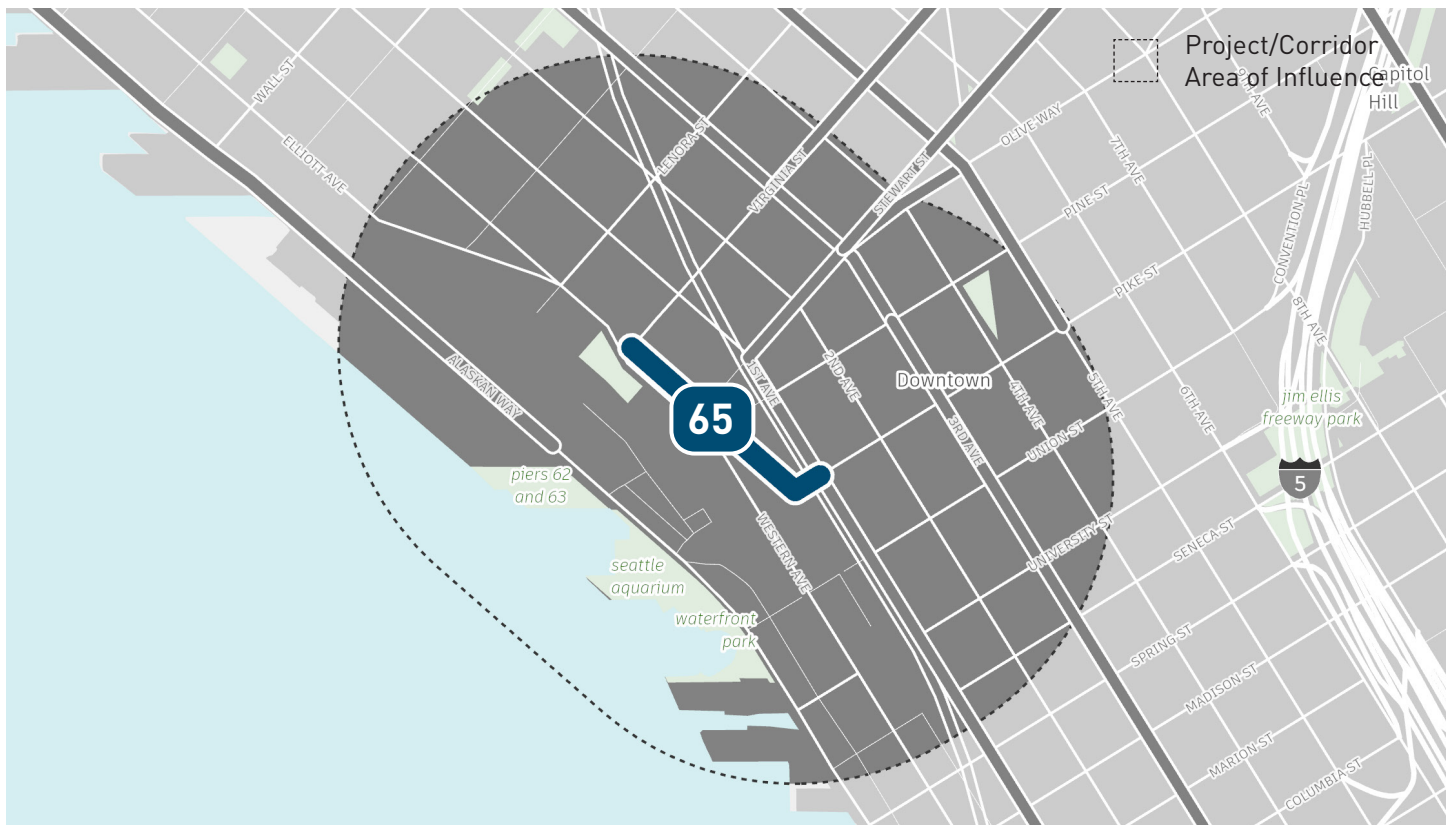 Project/Corridor
Area of Influence
9TH AVE
Capitol
Hill
WALL ST
ELLIOTT AVE
LENORA ST
VIRGINIA ST
STEWART ST
OLIVE WAY
7TH AVE
PINE ST
CONVENTION PL
HUBBELL PL
PIKE ST
8TH AVE
ALASKAN WAY
1ST AVE
2ND AVE
Downtown
4TH AVE
5TH AVE
6TH AVE
jim ellis
freeway park
65
3RD AVE
UNION ST
piers 62
and 63
5
WESTERN AVE
UNIVERSITY ST
SENECA ST
seattle
aquarium
waterfront
park
SPRING ST
MADISON ST
MARION ST
COLUMBIA ST